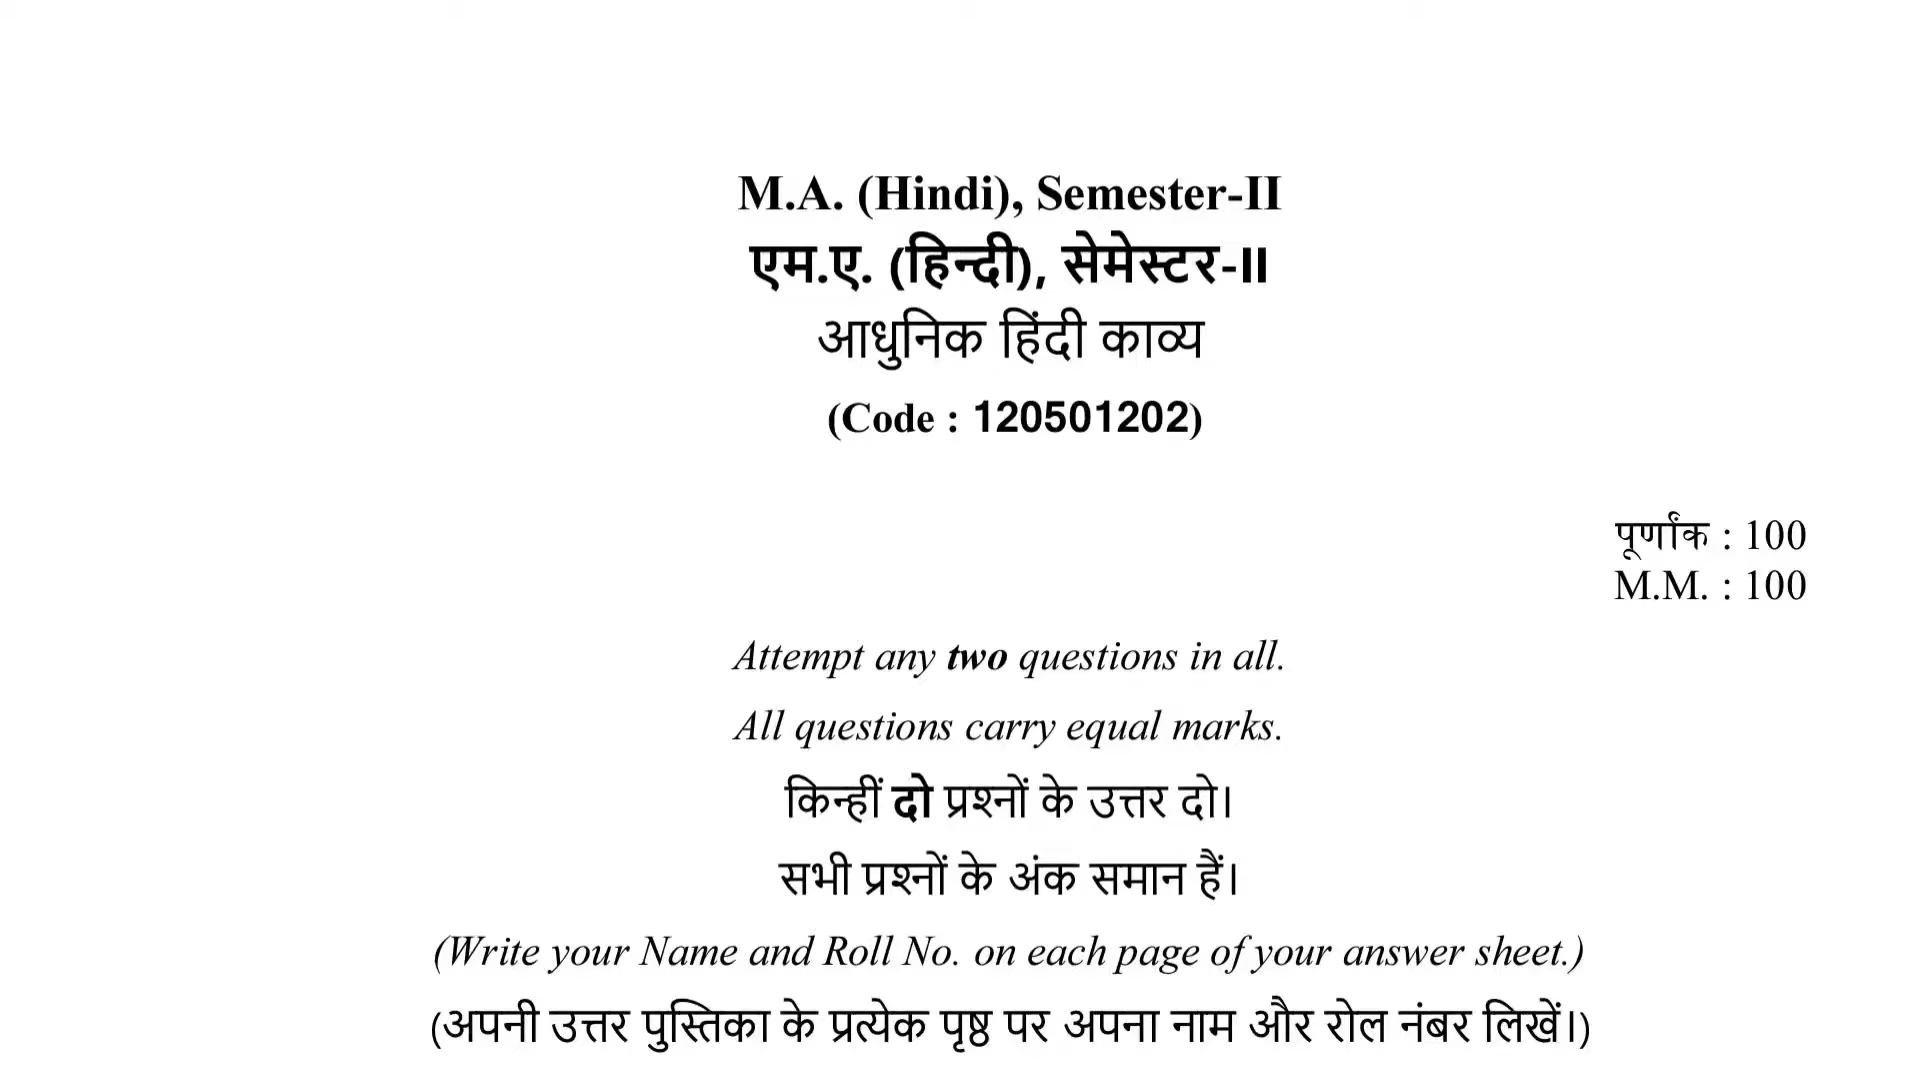 M.A. (Hindi), Semester-II
एम.ए. (हिन्दी), सेमेस्टर-II
आधुनिक हिंदी काव्य
(Code : 120501202)
पूर्णांक : 100
M.M. : 100
Attempt any two questions in all.
All questions carry equal marks.
किन्हीं दो प्रश्नों के उत्तर दो।
सभी प्रश्नों के अंक समान हैं।
(Write your Name and Roll No. on each page of your answer sheet.)
(अपनी उत्तर पुस्तिका के प्रत्येक पृष्ठ पर अपना नाम और रोल नंबर लिखें।)